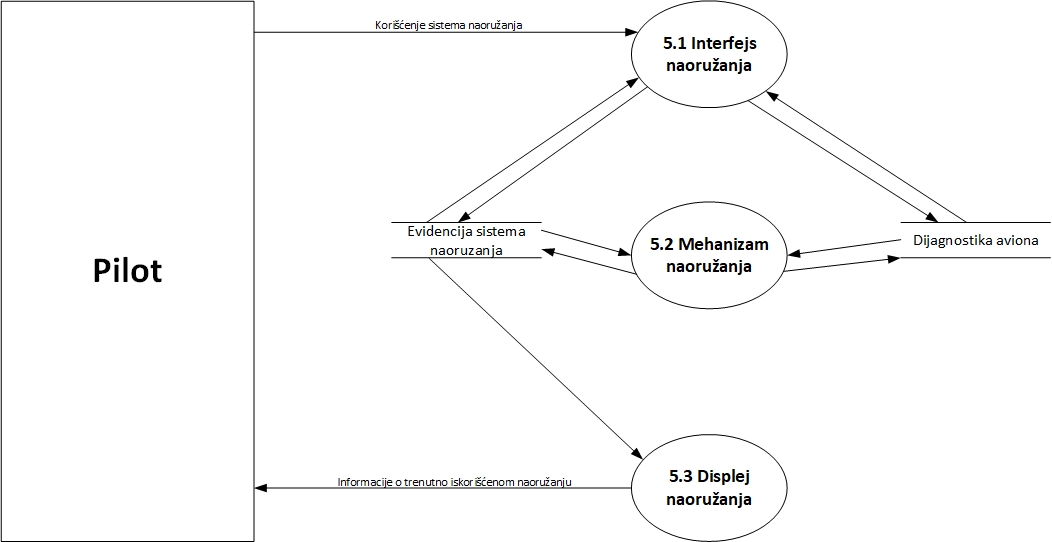 Korišćenje sistema naoružanja
5.1 Interfejs
naoružanja
Evidencija sistema
naoruzanja
5.2 Mehanizam
naoružanja
Dijagnostika aviona
Pilot
5.3 Displej
naoružanja
Informacije o trenutno iskorišćenom naoružanju